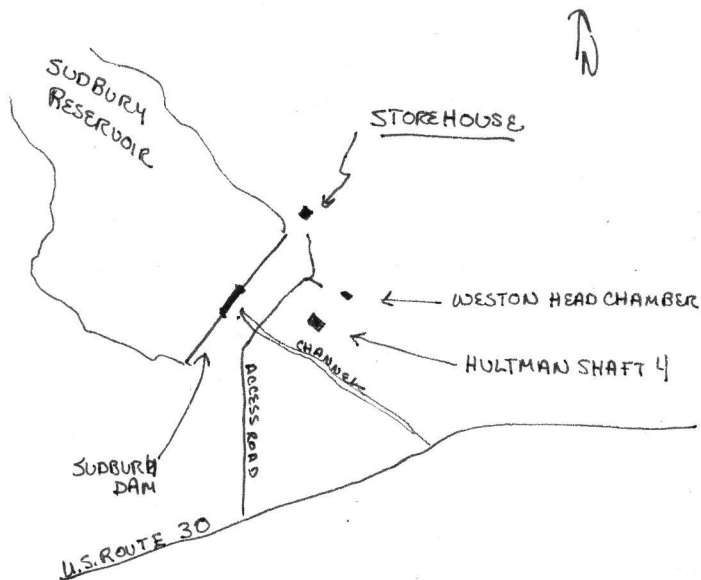 N
SUDBURY
RESERVOIR
STOREHOUSE
WESTON HEAD CHAMBER
HULTMAN SHAFT 4
CHANNEL
ACCESS ROAD
SUDBURY
DAM
U.S. ROUTE 30